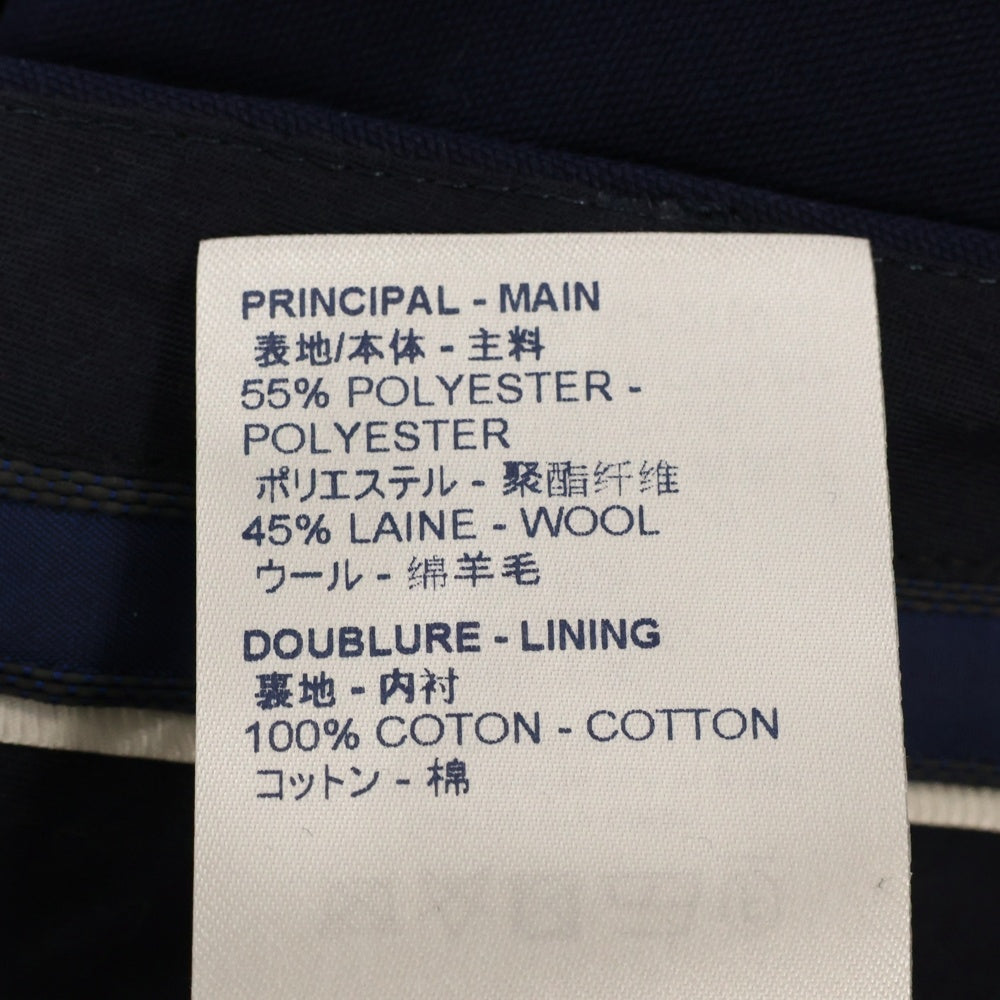 PRINCIPAL - MAIN
表地/本体 - 主料
55% POLYESTER -
POLYESTER
ポリエステル - 聚酯纤维
45% LAINE - WOOL
ウール - 绵羊毛
DOUBLURE - LINING
裏地 - 内衬
100% COTON - COTTON
コットン - 棉